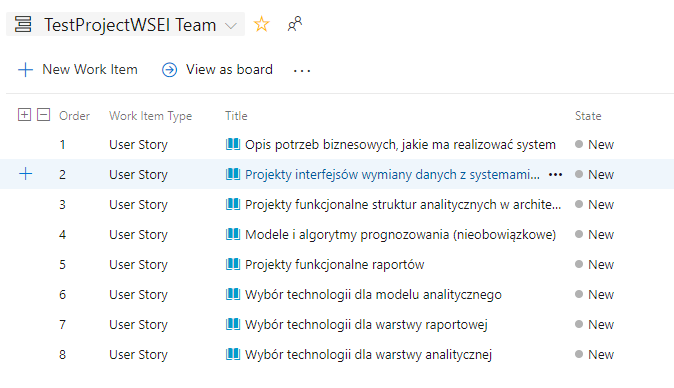 TestProjectWSEI Team
New Work Item View as board ...
Order Work Item Type Title State
1 User Story Opis potrzeb biznesowych, jakie ma realizować system New
2 User Story Projekty interfejsów wymiany danych z systemami... ... New
3 User Story Projekty funkcjonalne struktur analitycznych w archite... New
4 User Story Modele i algorytmy prognozowania (nieobowiązkowe) New
5 User Story Projekty funkcjonalne raportów New
6 User Story Wybór technologii dla modelu analitycznego New
7 User Story Wybór technologii dla warstwy raportowej New
8 User Story Wybór technologii dla warstwy analitycznej New